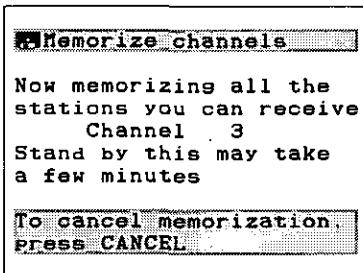 Memorize channels
Now memorizing all the
stations you can receive
Channel 3
Stand by this may take
a few minutes
To cancel memorization,
press CANCEL